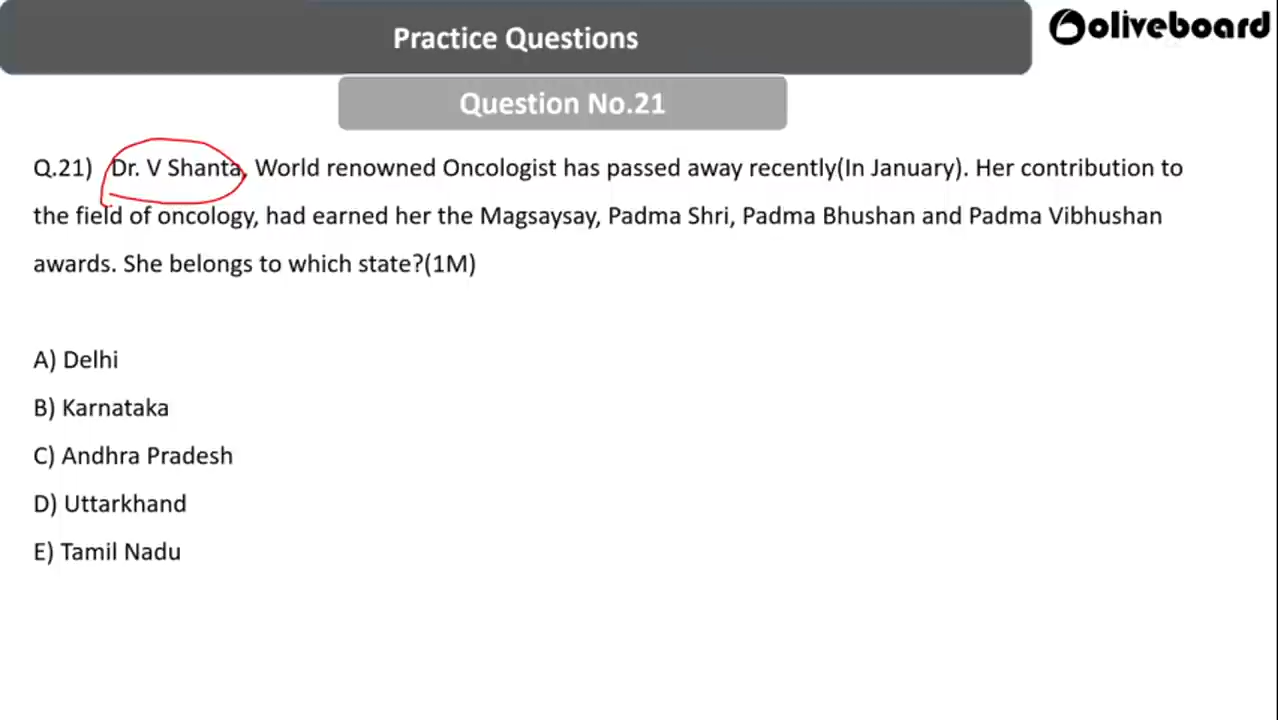 Practice Questions
oliveboard
Question No.21
Q.21) Dr. V Shanta, World renowned Oncologist has passed away recently(In January). Her contribution to
the field of oncology, had earned her the Magsaysay, Padma Shri, Padma Bhushan and Padma Vibhushan
awards. She belongs to which state?(1M)
A) Delhi
B) Karnataka
C) Andhra Pradesh
D) Uttarkhand
E) Tamil Nadu